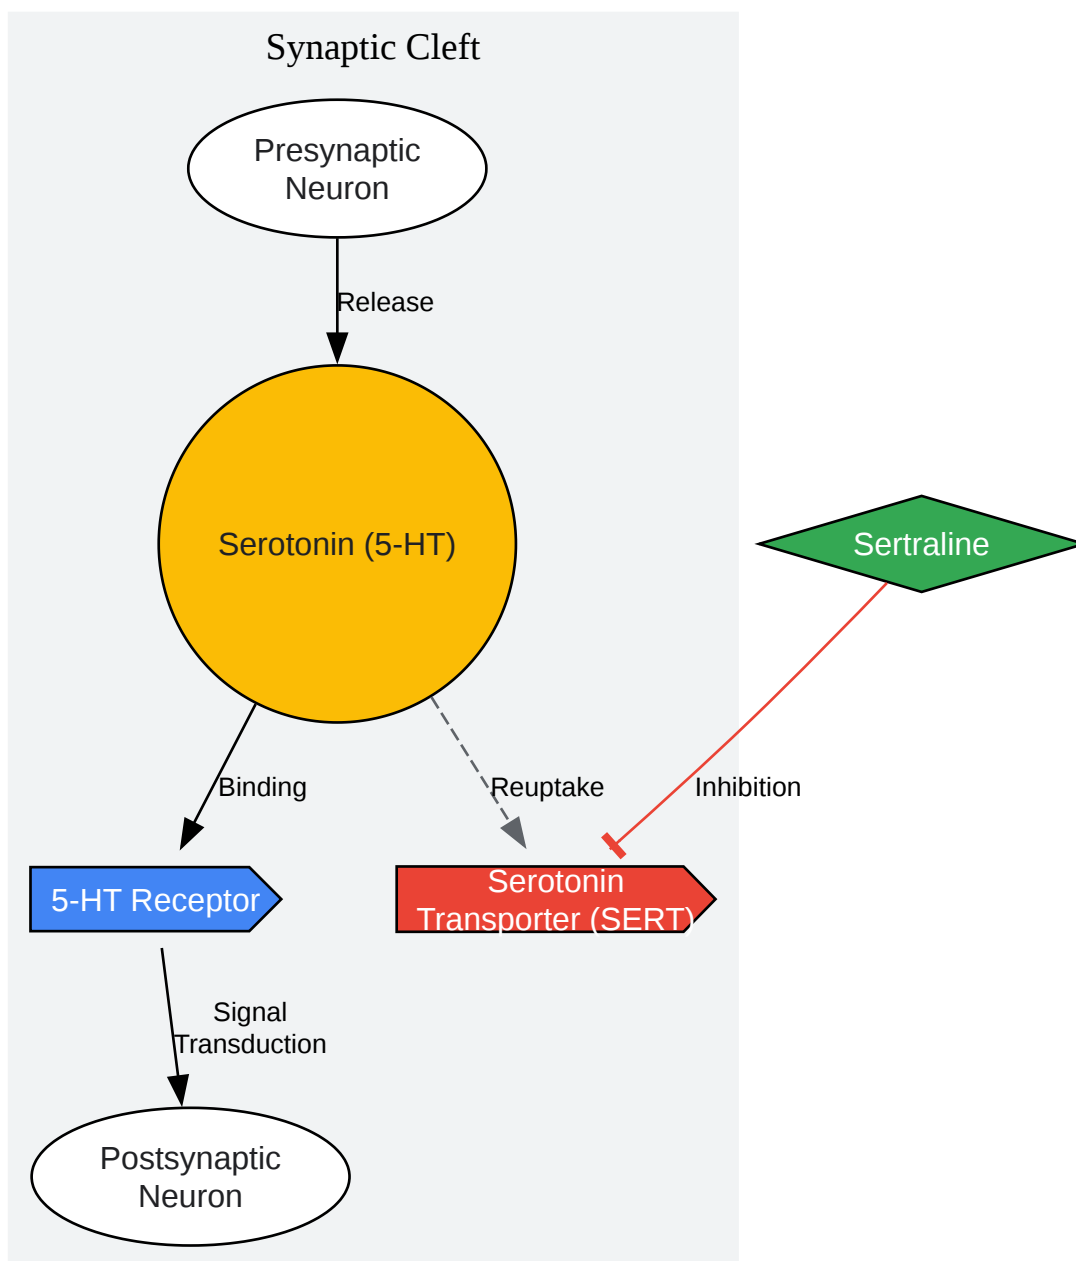 Synaptic Cleft
Presynaptic
Neuron
Release
Serotonin (5-HT)
Sertraline
Binding
Reuptake
Inhibition
5-HT Receptor
Serotonin
Transporter (SERT)
Signal
Transduction
Postsynaptic
Neuron